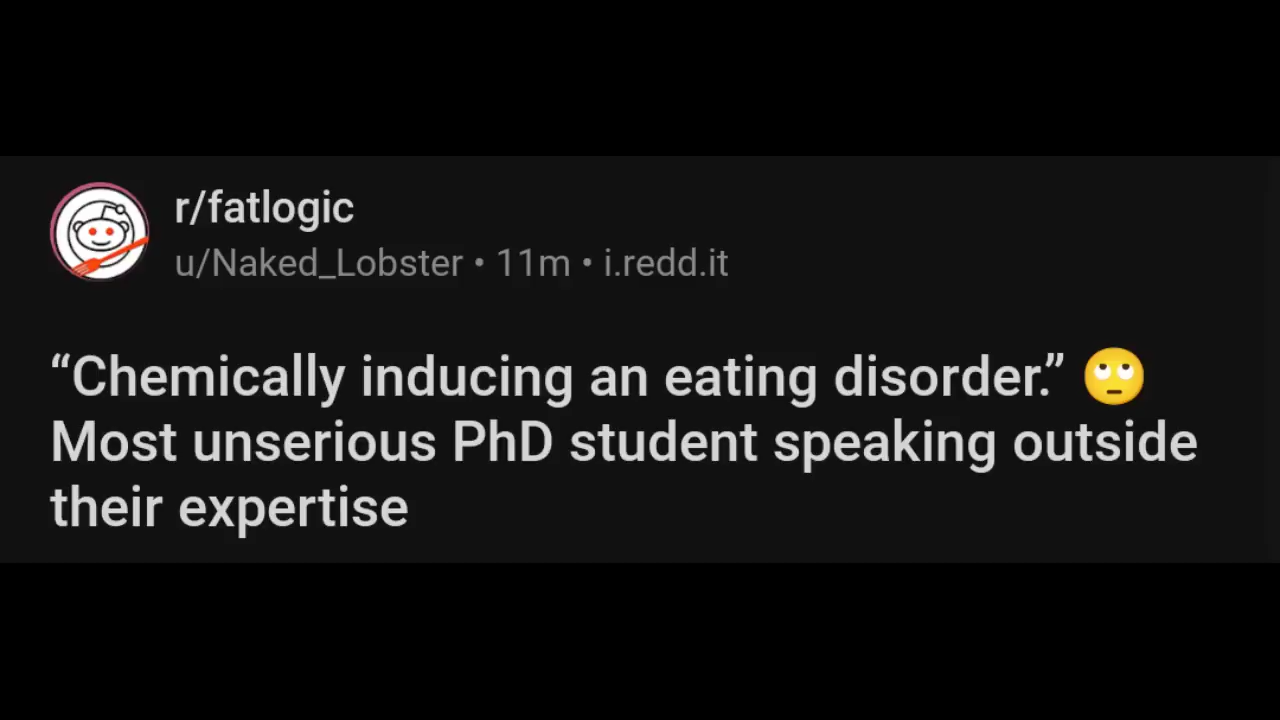 r/fatlogic
u/Naked_Lobster • 11m • i.redd.it
“Chemically inducing an eating disorder.” 🙄
Most unserious PhD student speaking outside
their expertise